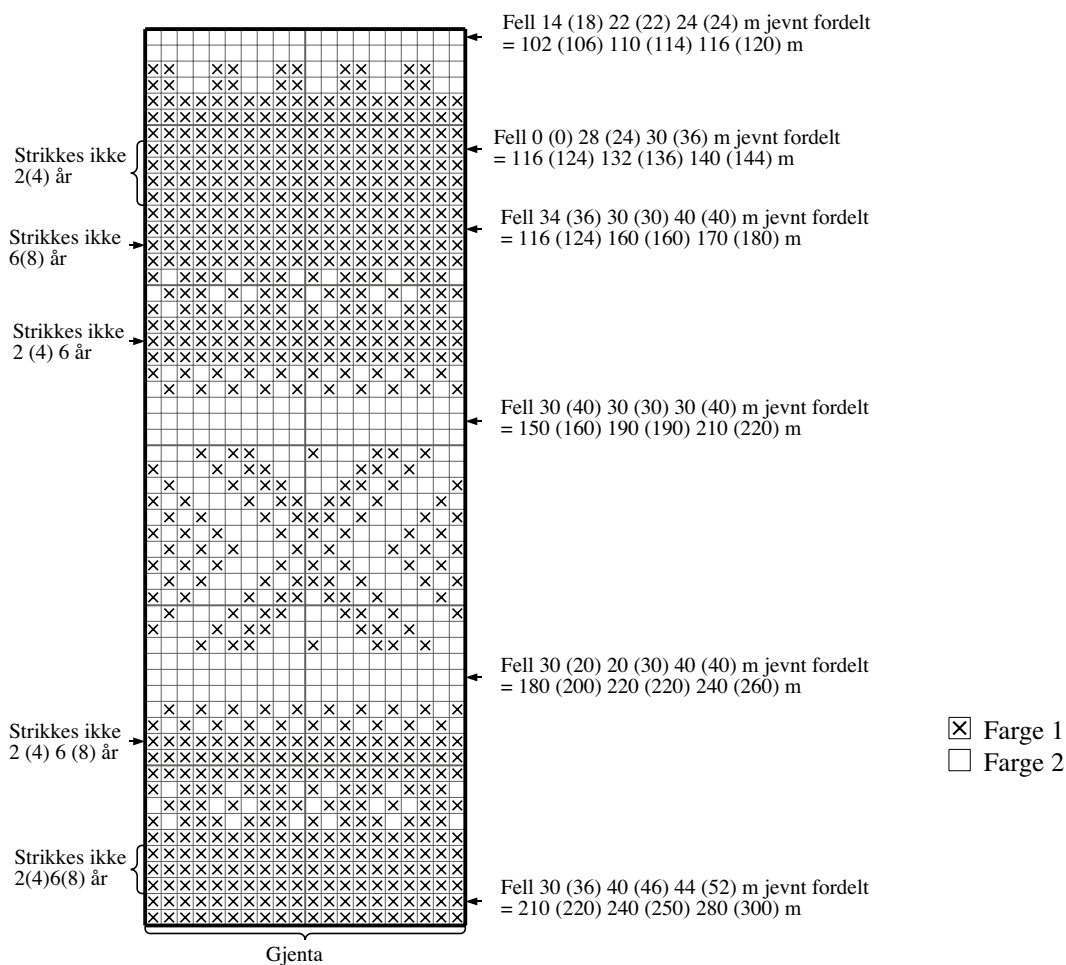 Fell 14 (18) 22 (22) 24 (24) m jevnt fordelt
= 102 (106) 110 (114) 116 (120) m
Fell 0 (0) 28 (24) 30 (36) m jevnt fordelt
= 116 (124) 132 (136) 140 (144) m
Strikkes ikke
2(4) år
Fell 34 (36) 30 (30) 40 (40) m jevnt fordelt
= 116 (124) 160 (160) 170 (180) m
Strikkes ikke
6(8) år
Strikkes ikke
2 (4) 6 år
Fell 30 (40) 30 (30) 30 (40) m jevnt fordelt
= 150 (160) 190 (190) 210 (220) m
Fell 30 (20) 20 (30) 40 (40) m jevnt fordelt
= 180 (200) 220 (220) 240 (260) m
Strikkes ikke
2 (4) 6 (8) år
Farge 1
Farge 2
Strikkes ikke
2(4)6(8) år
Fell 30 (36) 40 (46) 44 (52) m jevnt fordelt
= 210 (220) 240 (250) 280 (300) m
Gjenta